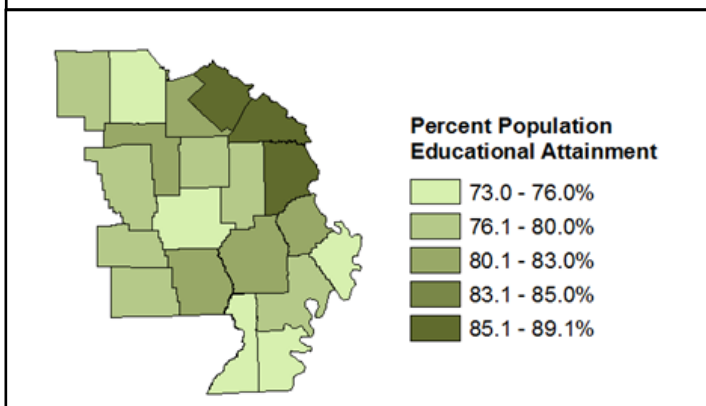 Percent Population
Educational Attainment
73.0 - 76.0%
76.1 - 80.0%
80.1 - 83.0%
83.1 - 85.0%
85.1 - 89.1%